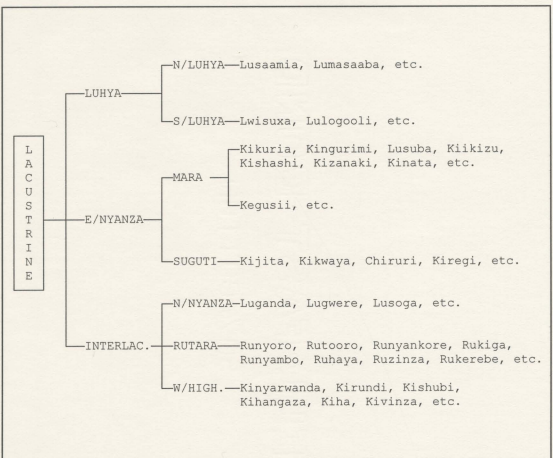 N/LUHYA Lusaamia, Lumasaaba, etc.
LUHYA
S/LUHYA Lwisuxa, Lulogooli, etc.
LACUSTRINE
Kikuria, Kingurimi, Lusuba, Kiikizu,
Kishashi, Kizanaki, Kinata, etc.
MARA
Kegusii, etc.
E/NYANZA
SUGUTI Kijita, Kikwaya, Chiruri, Kiregi, etc.
N/NYANZA Luganda, Lugwere, Lusoga, etc.
INTERLAC. RUTARA Runyoro, Rutooro, Runyankore, Rukiga,
Runyambo, Ruhaya, Ruzinza, Rukerebe, etc.
W/HIGH. Kinyarwanda, Kirundi, Kishubi,
Kihangaza, Kiha, Kivinza, etc.